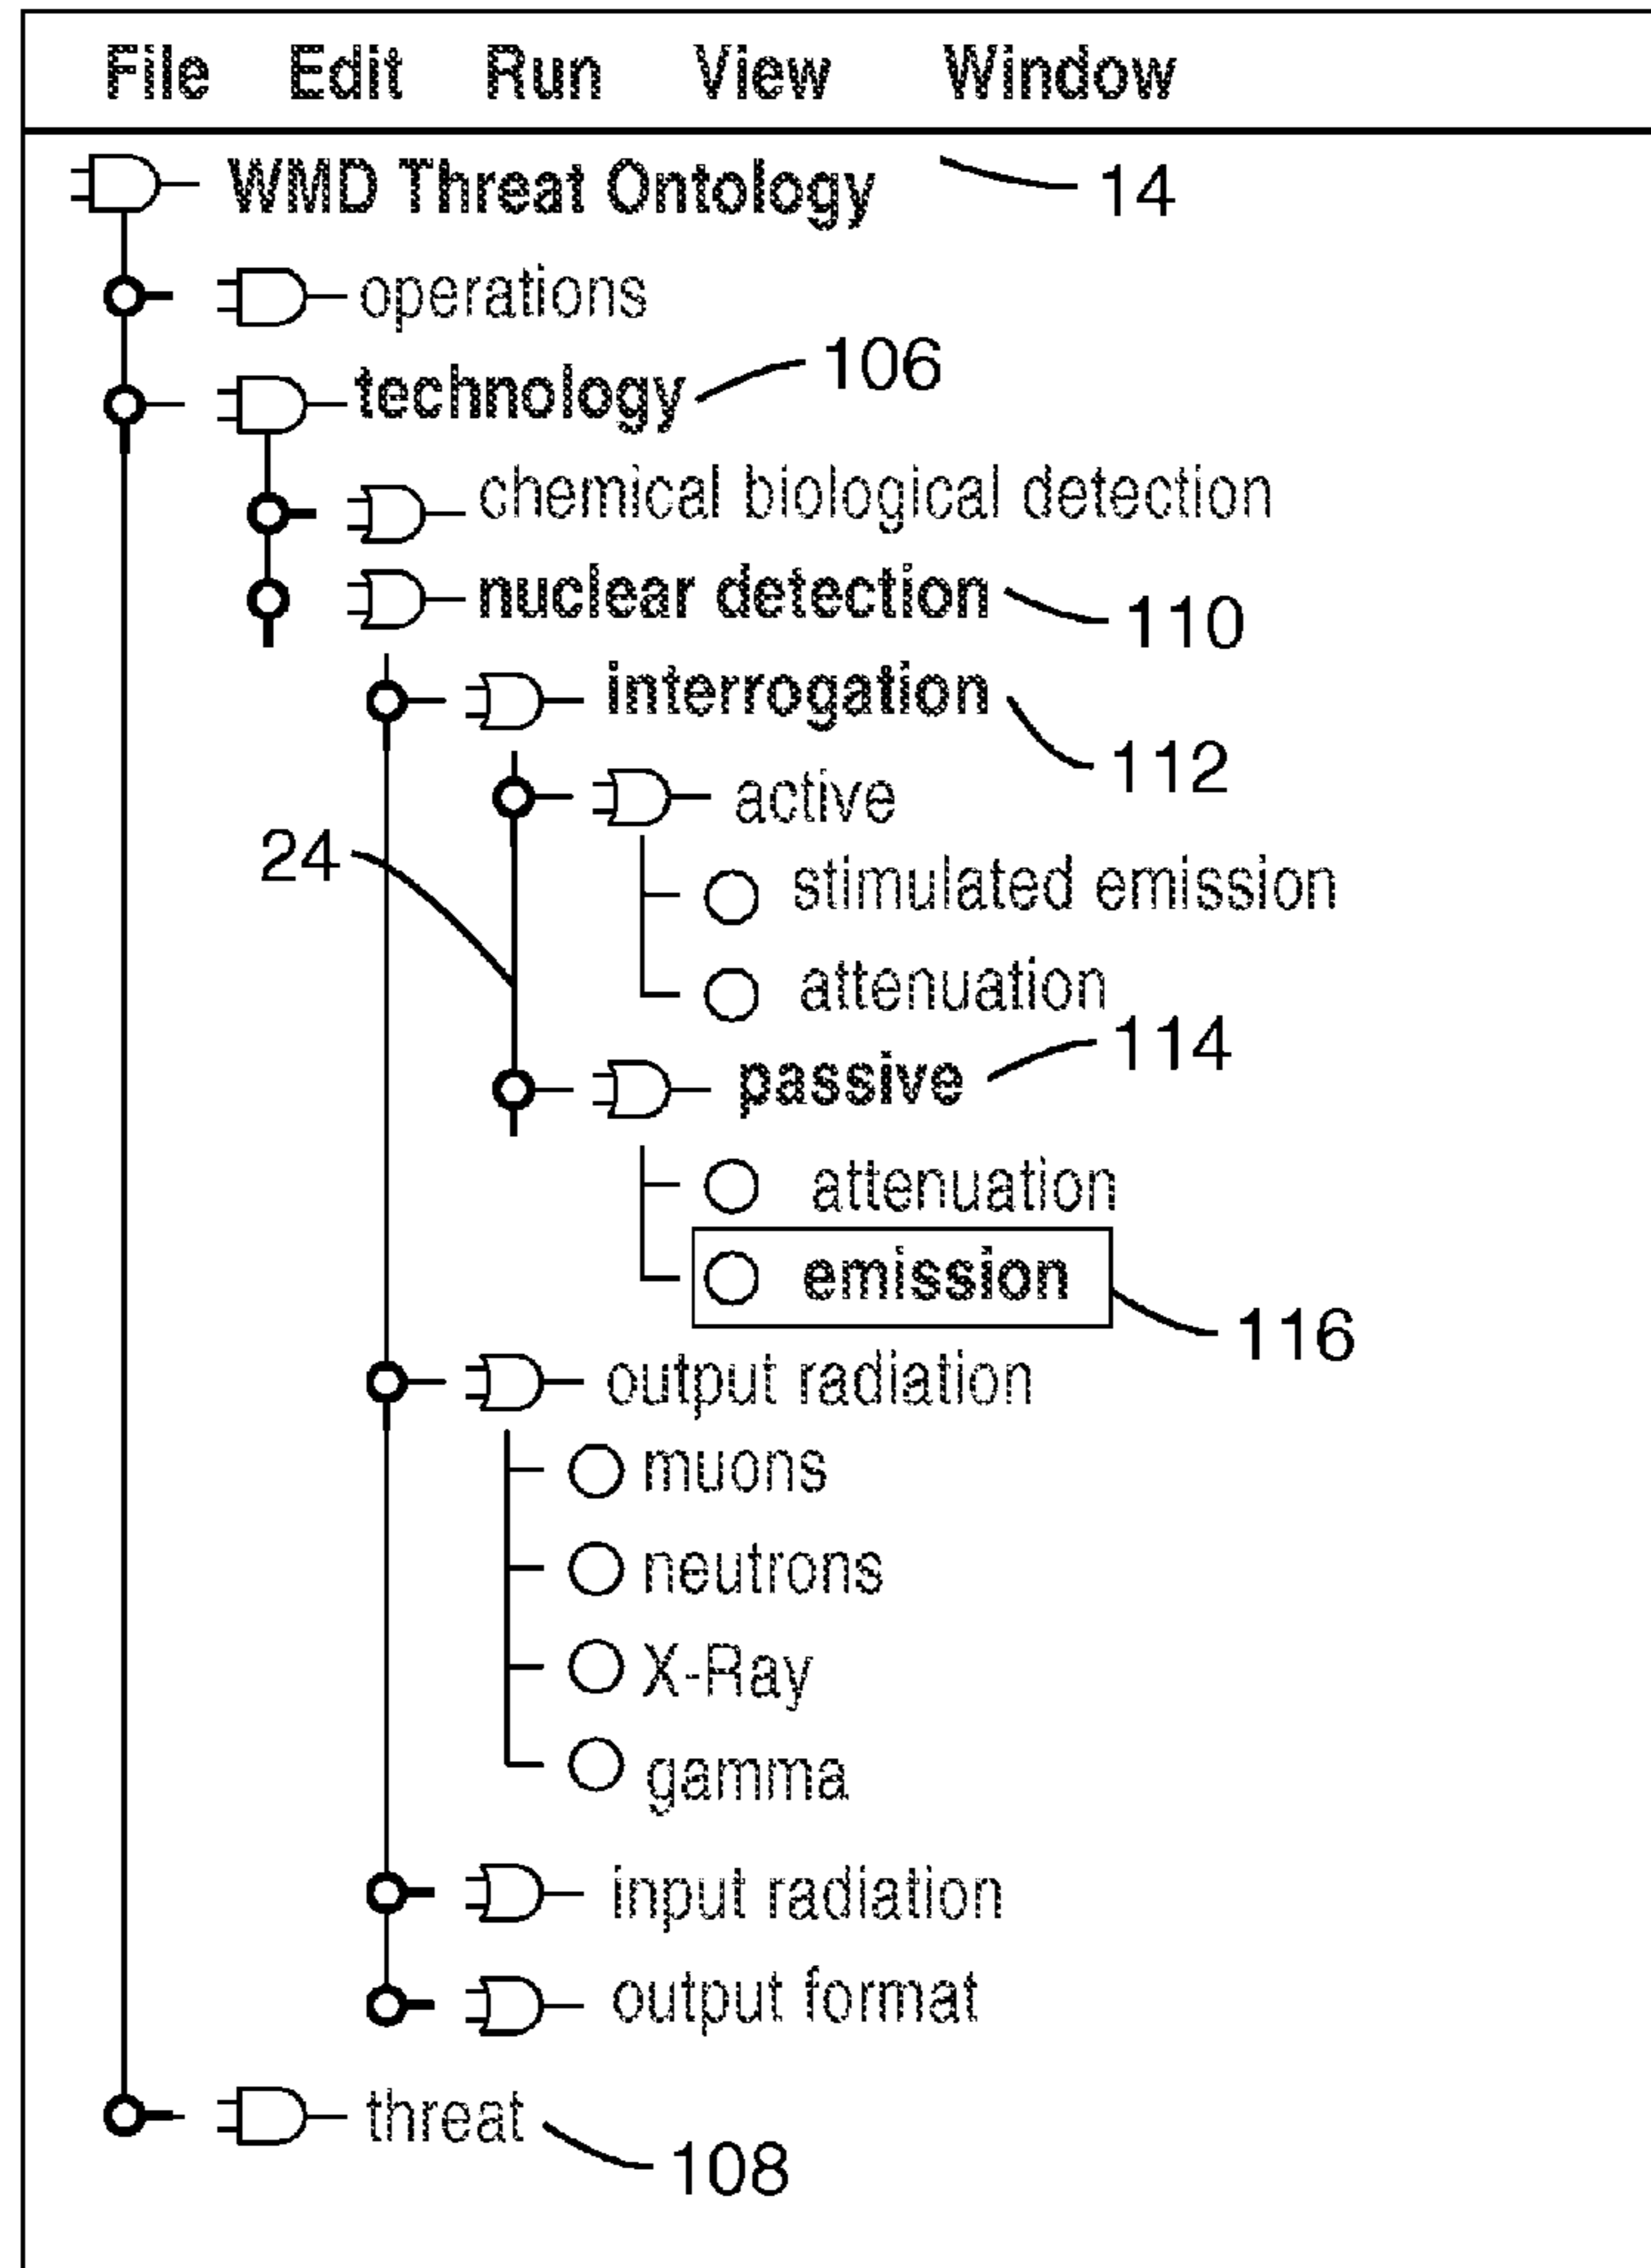 File Edit Run View Window
WMD Threat Ontology 14
operations
technology 106
chemical biological detection
nuclear detection 110
interrogation 112
active
24
stimulated emission
attenuation
passive 114
attenuation
emission 116
output radiation
muons
neutrons
X-Ray
gamma
input radiation
output format
threat 108